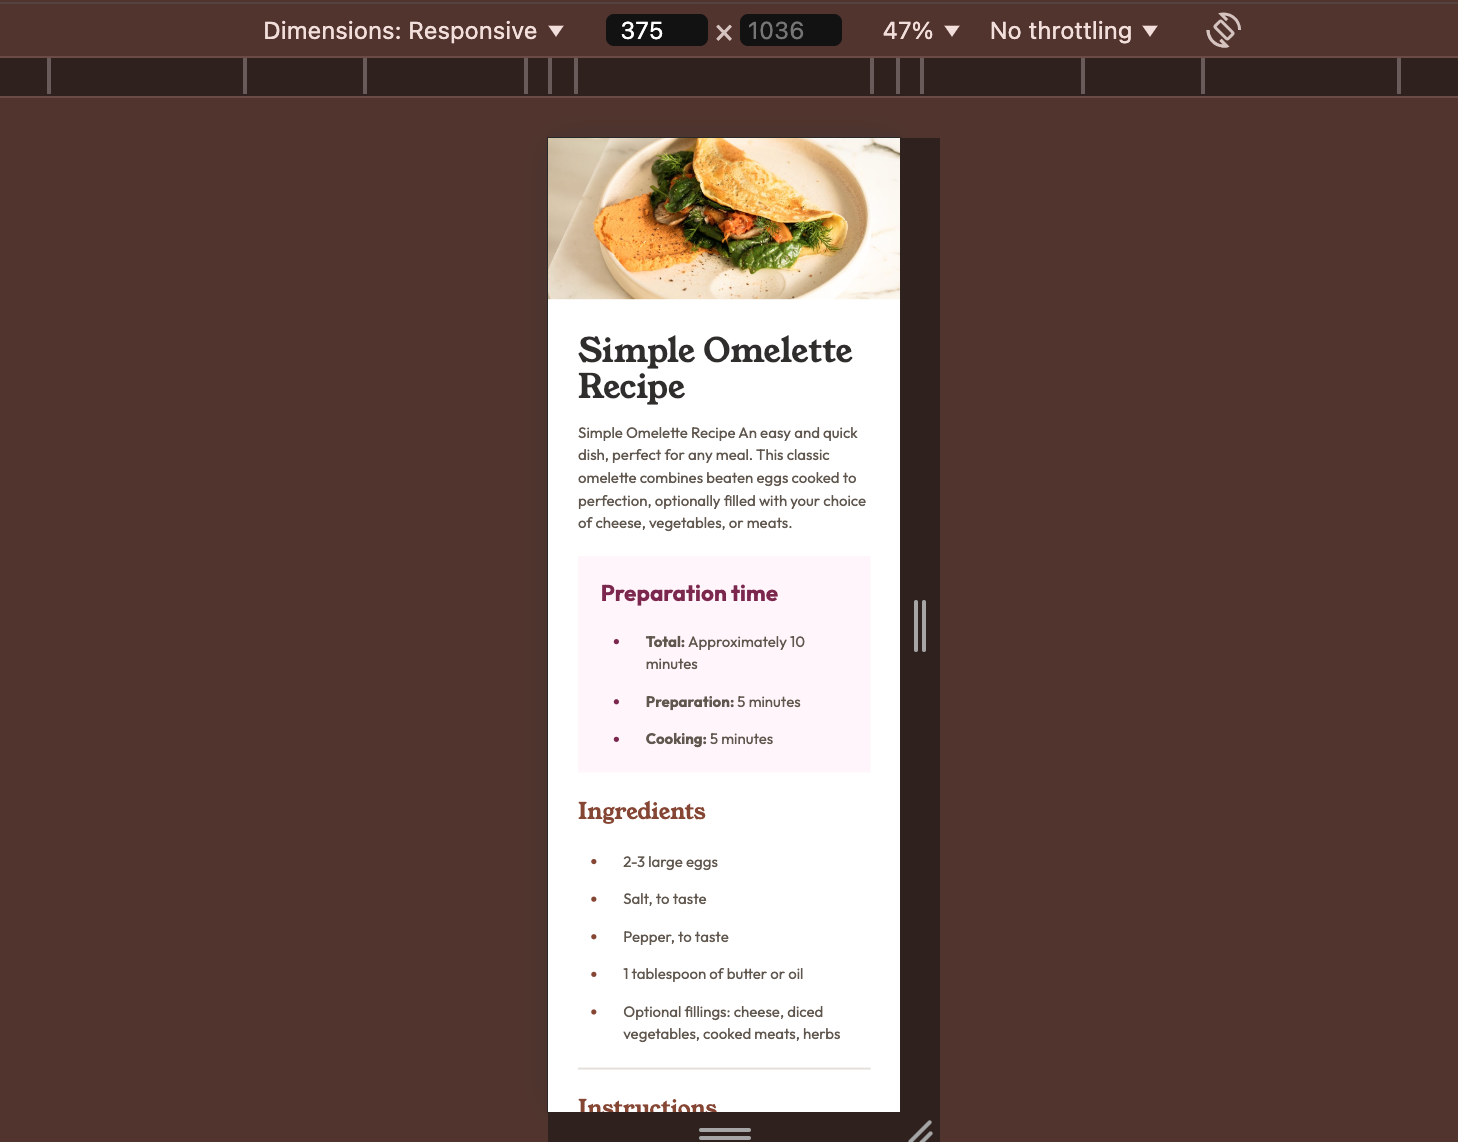 Dimensions: Responsive ▼ 375 × 1036 47% ▼ No throttling ▼
Simple Omelette
Recipe
Simple Omelette Recipe An easy and quick
dish, perfect for any meal. This classic
omelette combines beaten eggs cooked to
perfection, optionally filled with your choice
of cheese, vegetables, or meats.
Preparation time
• Total: Approximately 10
minutes
• Preparation: 5 minutes
• Cooking: 5 minutes
Ingredients
• 2-3 large eggs
• Salt, to taste
• Pepper, to taste
• 1 tablespoon of butter or oil
• Optional fillings: cheese, diced
vegetables, cooked meats, herbs
Instructions